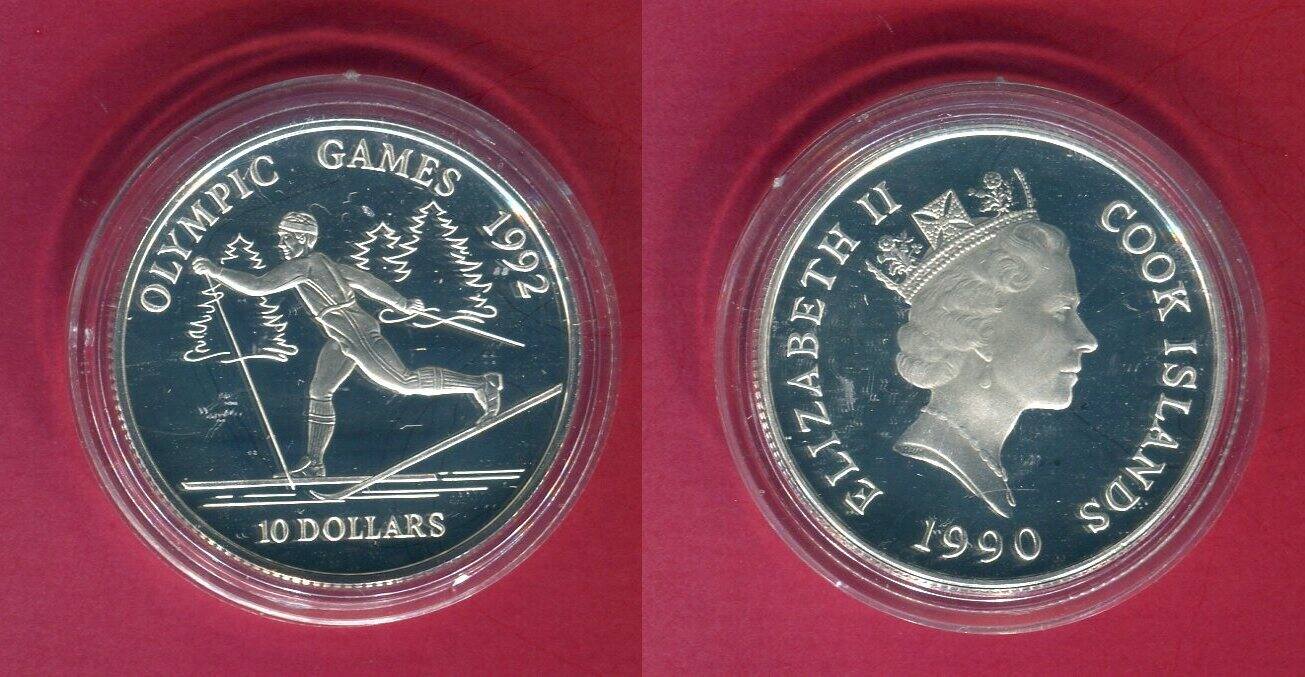 OLYMPIC GAMES 1992
10 DOLLARS
ELIZABETH II
COOK ISLANDS
1990